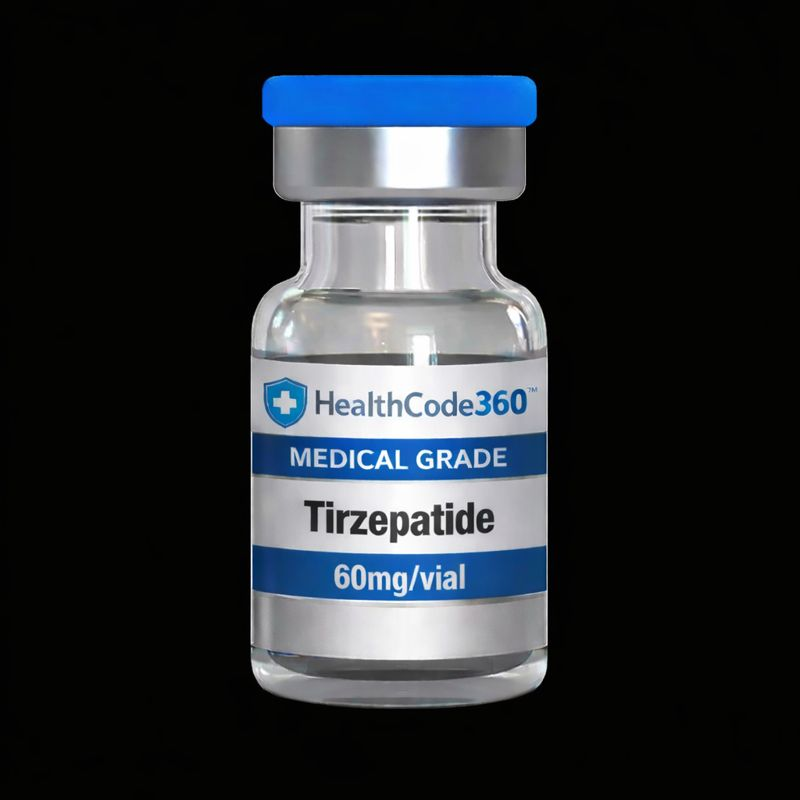 HealthCode360™
MEDICAL GRADE
Tirzepatide
60mg/vial